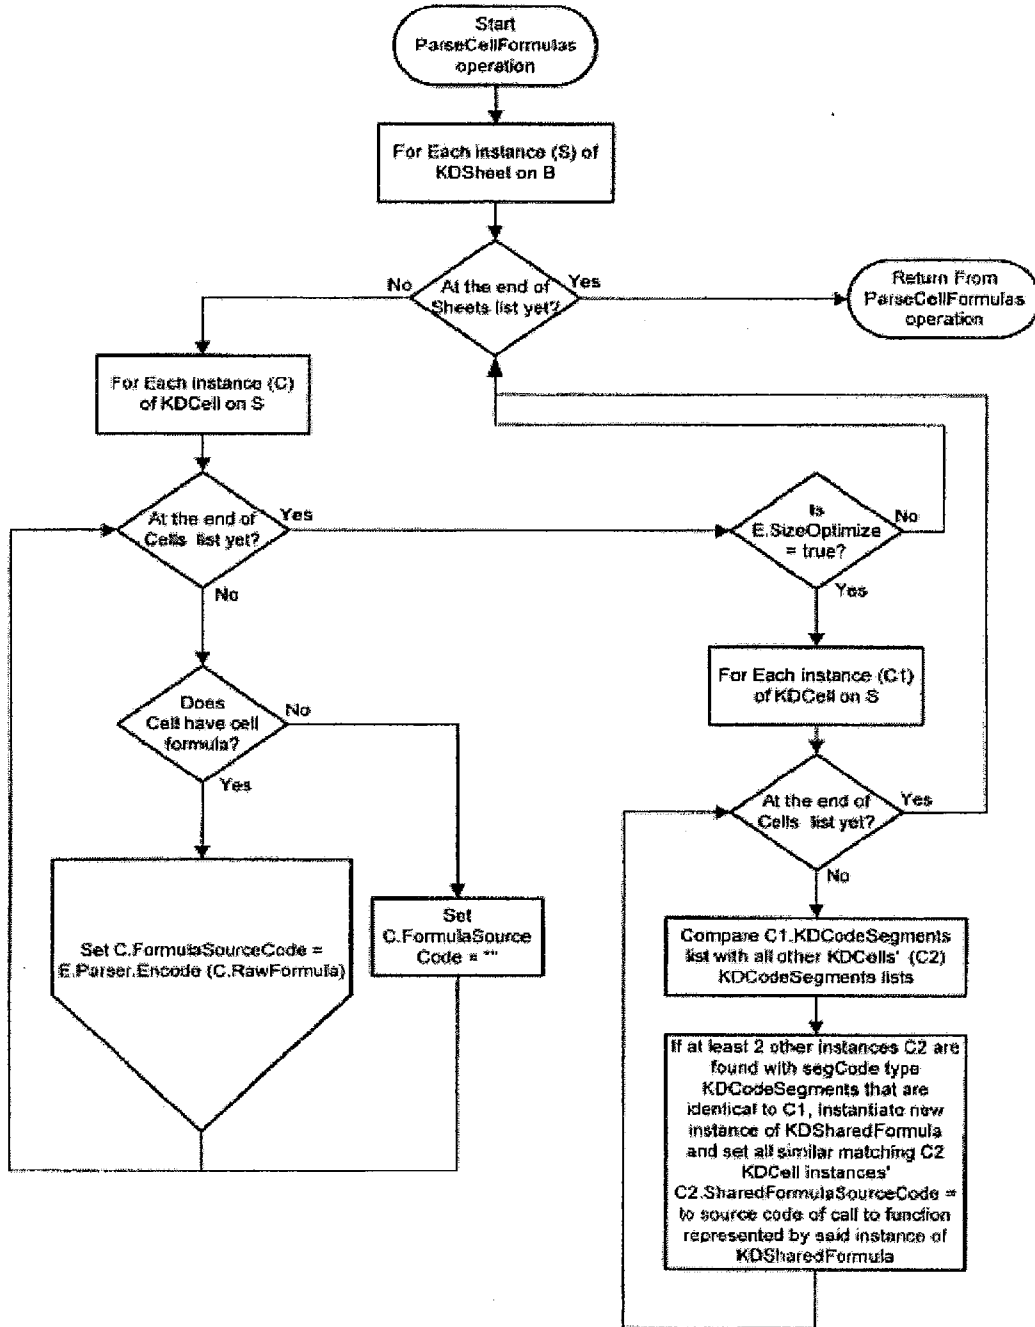 Start
ParseCellFormulas
operation
For Each instance (S) of
KDSheet on B
No
At the end of
Sheets list yet?
Yes
Return From
ParseCellFormulas
operation
For Each instance (C)
of KDCell on S
At the end of
Cells list yet?
Yes
No
Is
E.SizeOptimize
= true?
No
Yes
Does
Cell have cell
formula?
No
Yes
For Each instance (C1)
of KDCell on S
At the end of
Cells list yet?
Yes
No
Set C.FormulaSourceCode =
E.Parser.Encode (C.RawFormula)
Set
C.FormulaSource
Code = ""
Compare C1.KDCodeSegments
list with all other KDCells' (C2)
KDCodeSegments lists
If at least 2 other instances C2 are
found with segCode type
KDCodeSegments that are
identical to C1, instantiate new
instance of KDSharedFormula
and set all similar matching C2
KDCell instances'
C2.SharedFormulaSourceCode =
to source code of call to function
represented by said instance of
KDSharedFormula